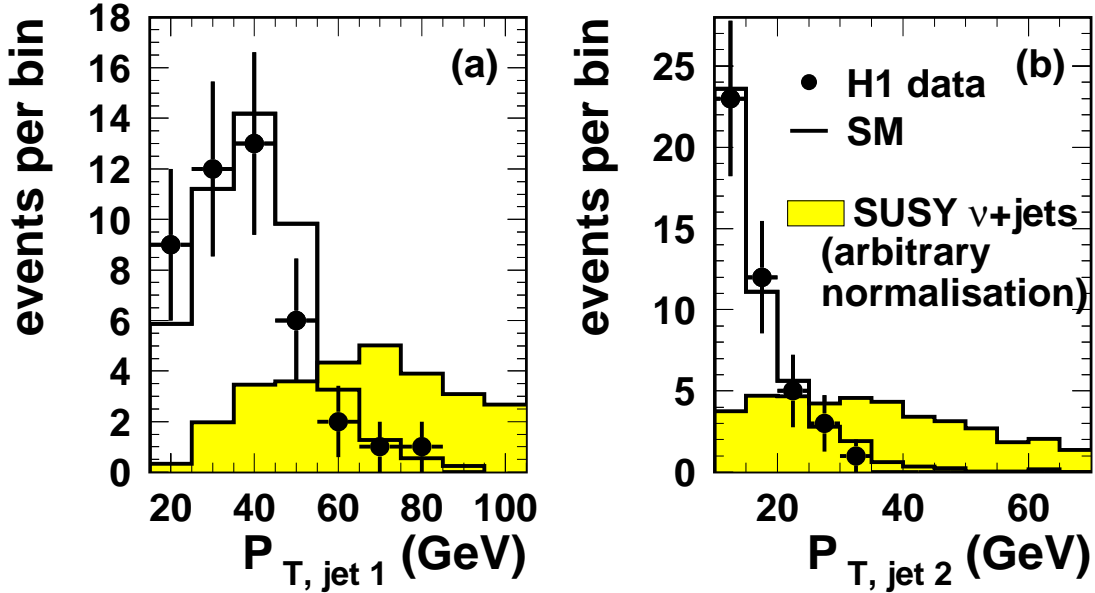 events per bin
18
16
14
12
10
8
6
4
2
0
20 40 60 80 100
P T, jet 1 (GeV)
(a)
events per bin
25
20
15
10
5
0
20 40 60
P T, jet 2 (GeV)
(b)
H1 data
SM
SUSY ν+jets
(arbitrary
normalisation)